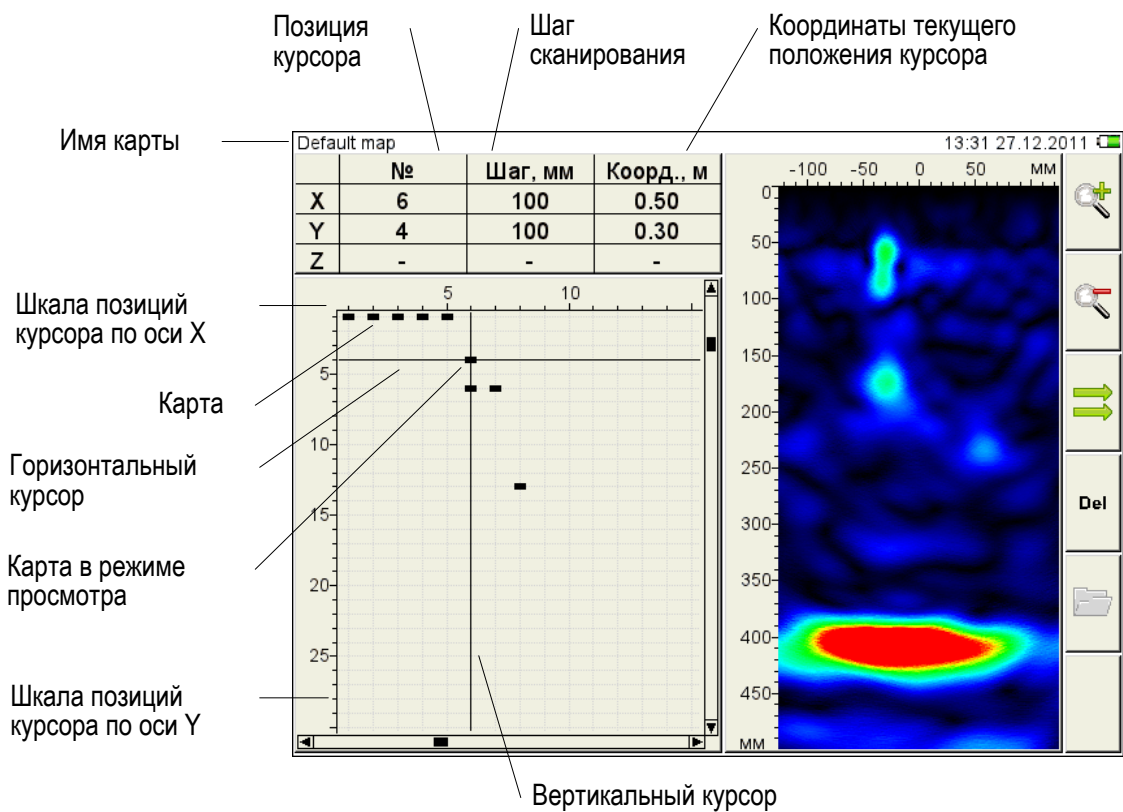 Позиция
курсора
Шаг
сканирования
Координаты текущего
положения курсора
Имя карты
Default map
13:31 27.12.2011
№ Шаг, мм Коорд., м
X 6 100 0.50
Y 4 100 0.30
Z - - -
-100 -50 0 50 мм
0
50
100
150
200
250
300
350
400
450
мм
Шкала позиций
курсора по оси X
5 10
5
10
15
20
25
Карта
Горизонтальный
курсор
Карта в режиме
просмотра
Шкала позиций
курсора по оси Y
Вертикальный курсор
Del